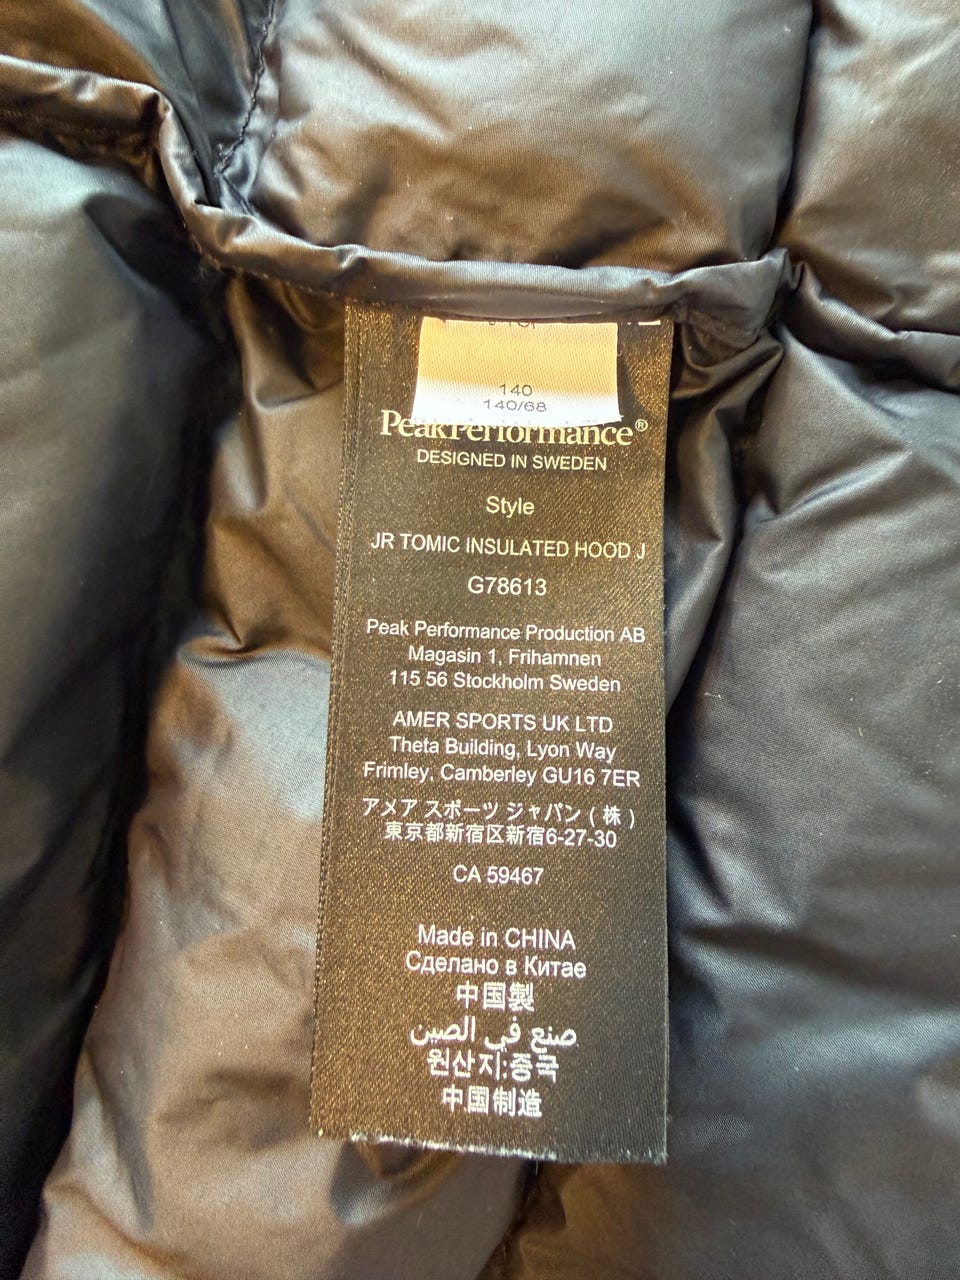 140
140/68
PeakPerformance®
DESIGNED IN SWEDEN
Style
JR TOMIC INSULATED HOOD J
G78613
Peak Performance Production AB
Magasin 1, Frihamnen
115 56 Stockholm Sweden
AMER SPORTS UK LTD
Theta Building, Lyon Way
Frimley, Camberley GU16 7ER
アメア スポーツ ジャパン ( 株 )
東京都新宿区新宿6-27-30
CA 59467
Made in CHINA
Сделано в Китае
中国製
صنع في الصين
원산지:중국
中国制造